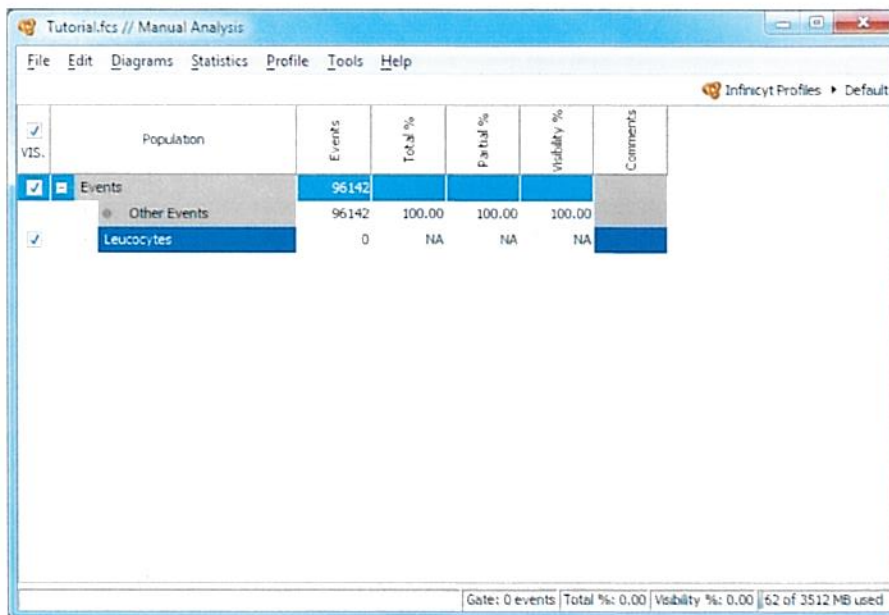 Tutorial.fcs // Manual Analysis
File Edit Diagrams Statistics Profile Tools Help
Infinicyt Profiles ▸ Default
VIS. Population Events Total % Partial % Visibility % Comments
Events 96142
Other Events 96142 100.00 100.00 100.00
Leucocytes 0 NA NA NA
Gate: 0 events Total %: 0.00 Visibility %: 0.00 62 of 3512 MB used